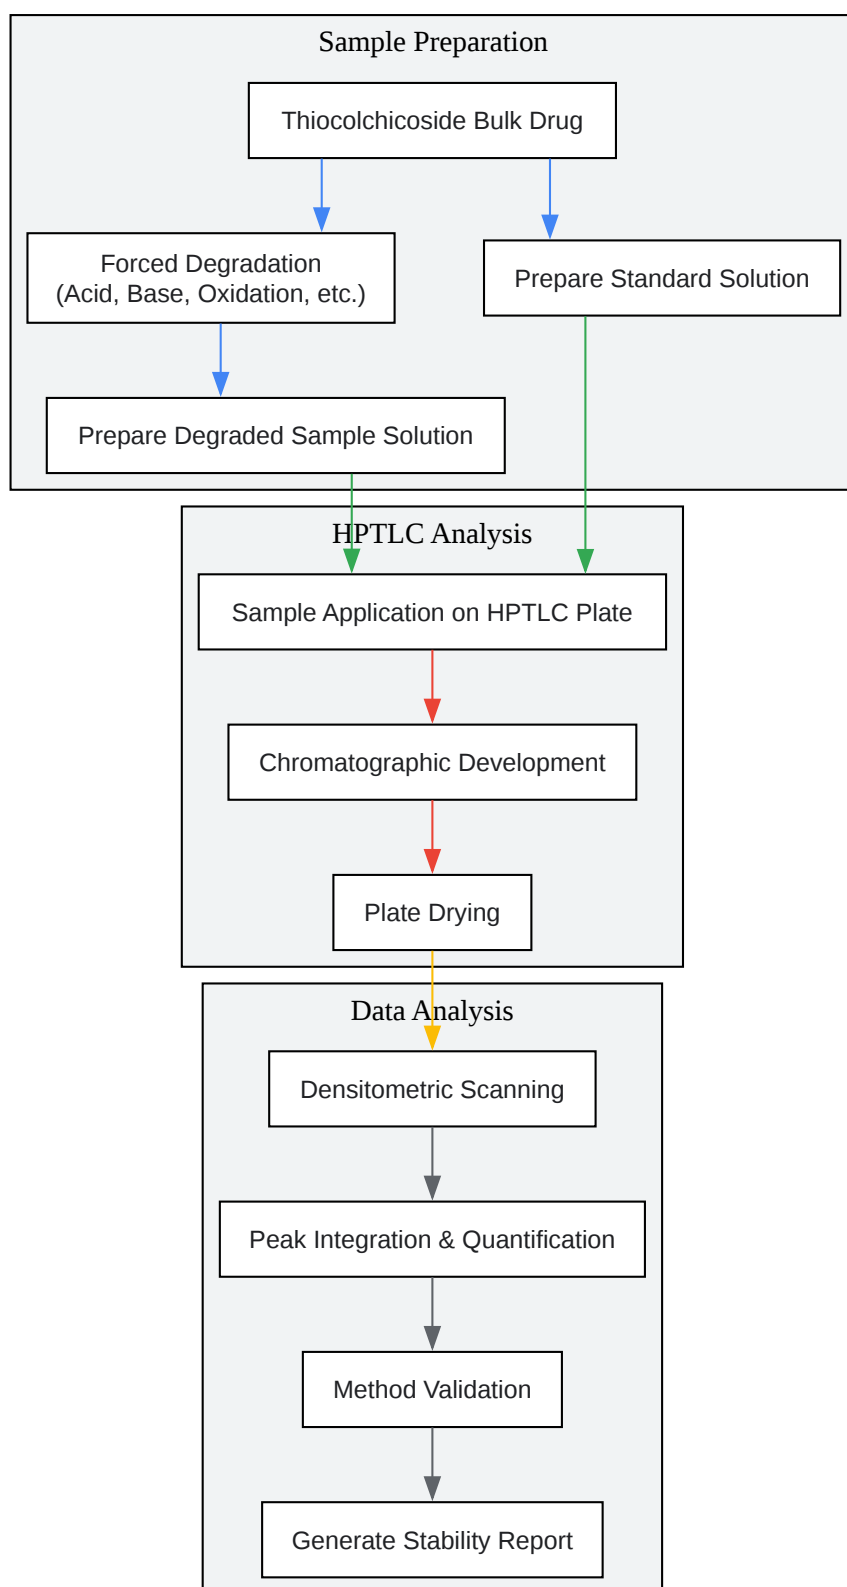 Sample Preparation
Thiocolchicoside Bulk Drug
Forced Degradation
(Acid, Base, Oxidation, etc.)
Prepare Standard Solution
Prepare Degraded Sample Solution
HPTLC Analysis
Sample Application on HPTLC Plate
Chromatographic Development
Plate Drying
Data Analysis
Densitometric Scanning
Peak Integration & Quantification
Method Validation
Generate Stability Report